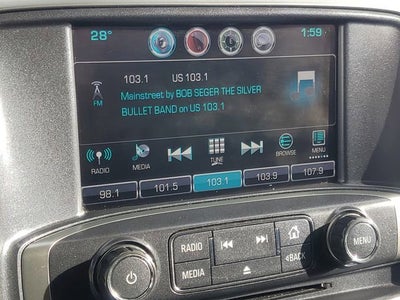 28° 1:59
103.1 US 103.1
FM
Mainstreet by BOB SEGER THE SILVER
BULLET BAND on US 103.1
RADIO MEDIA TUNE BROWSE MENU
98.1 101.5 103.1 103.9 107.9
RADIO MENU
MEDIA BACK